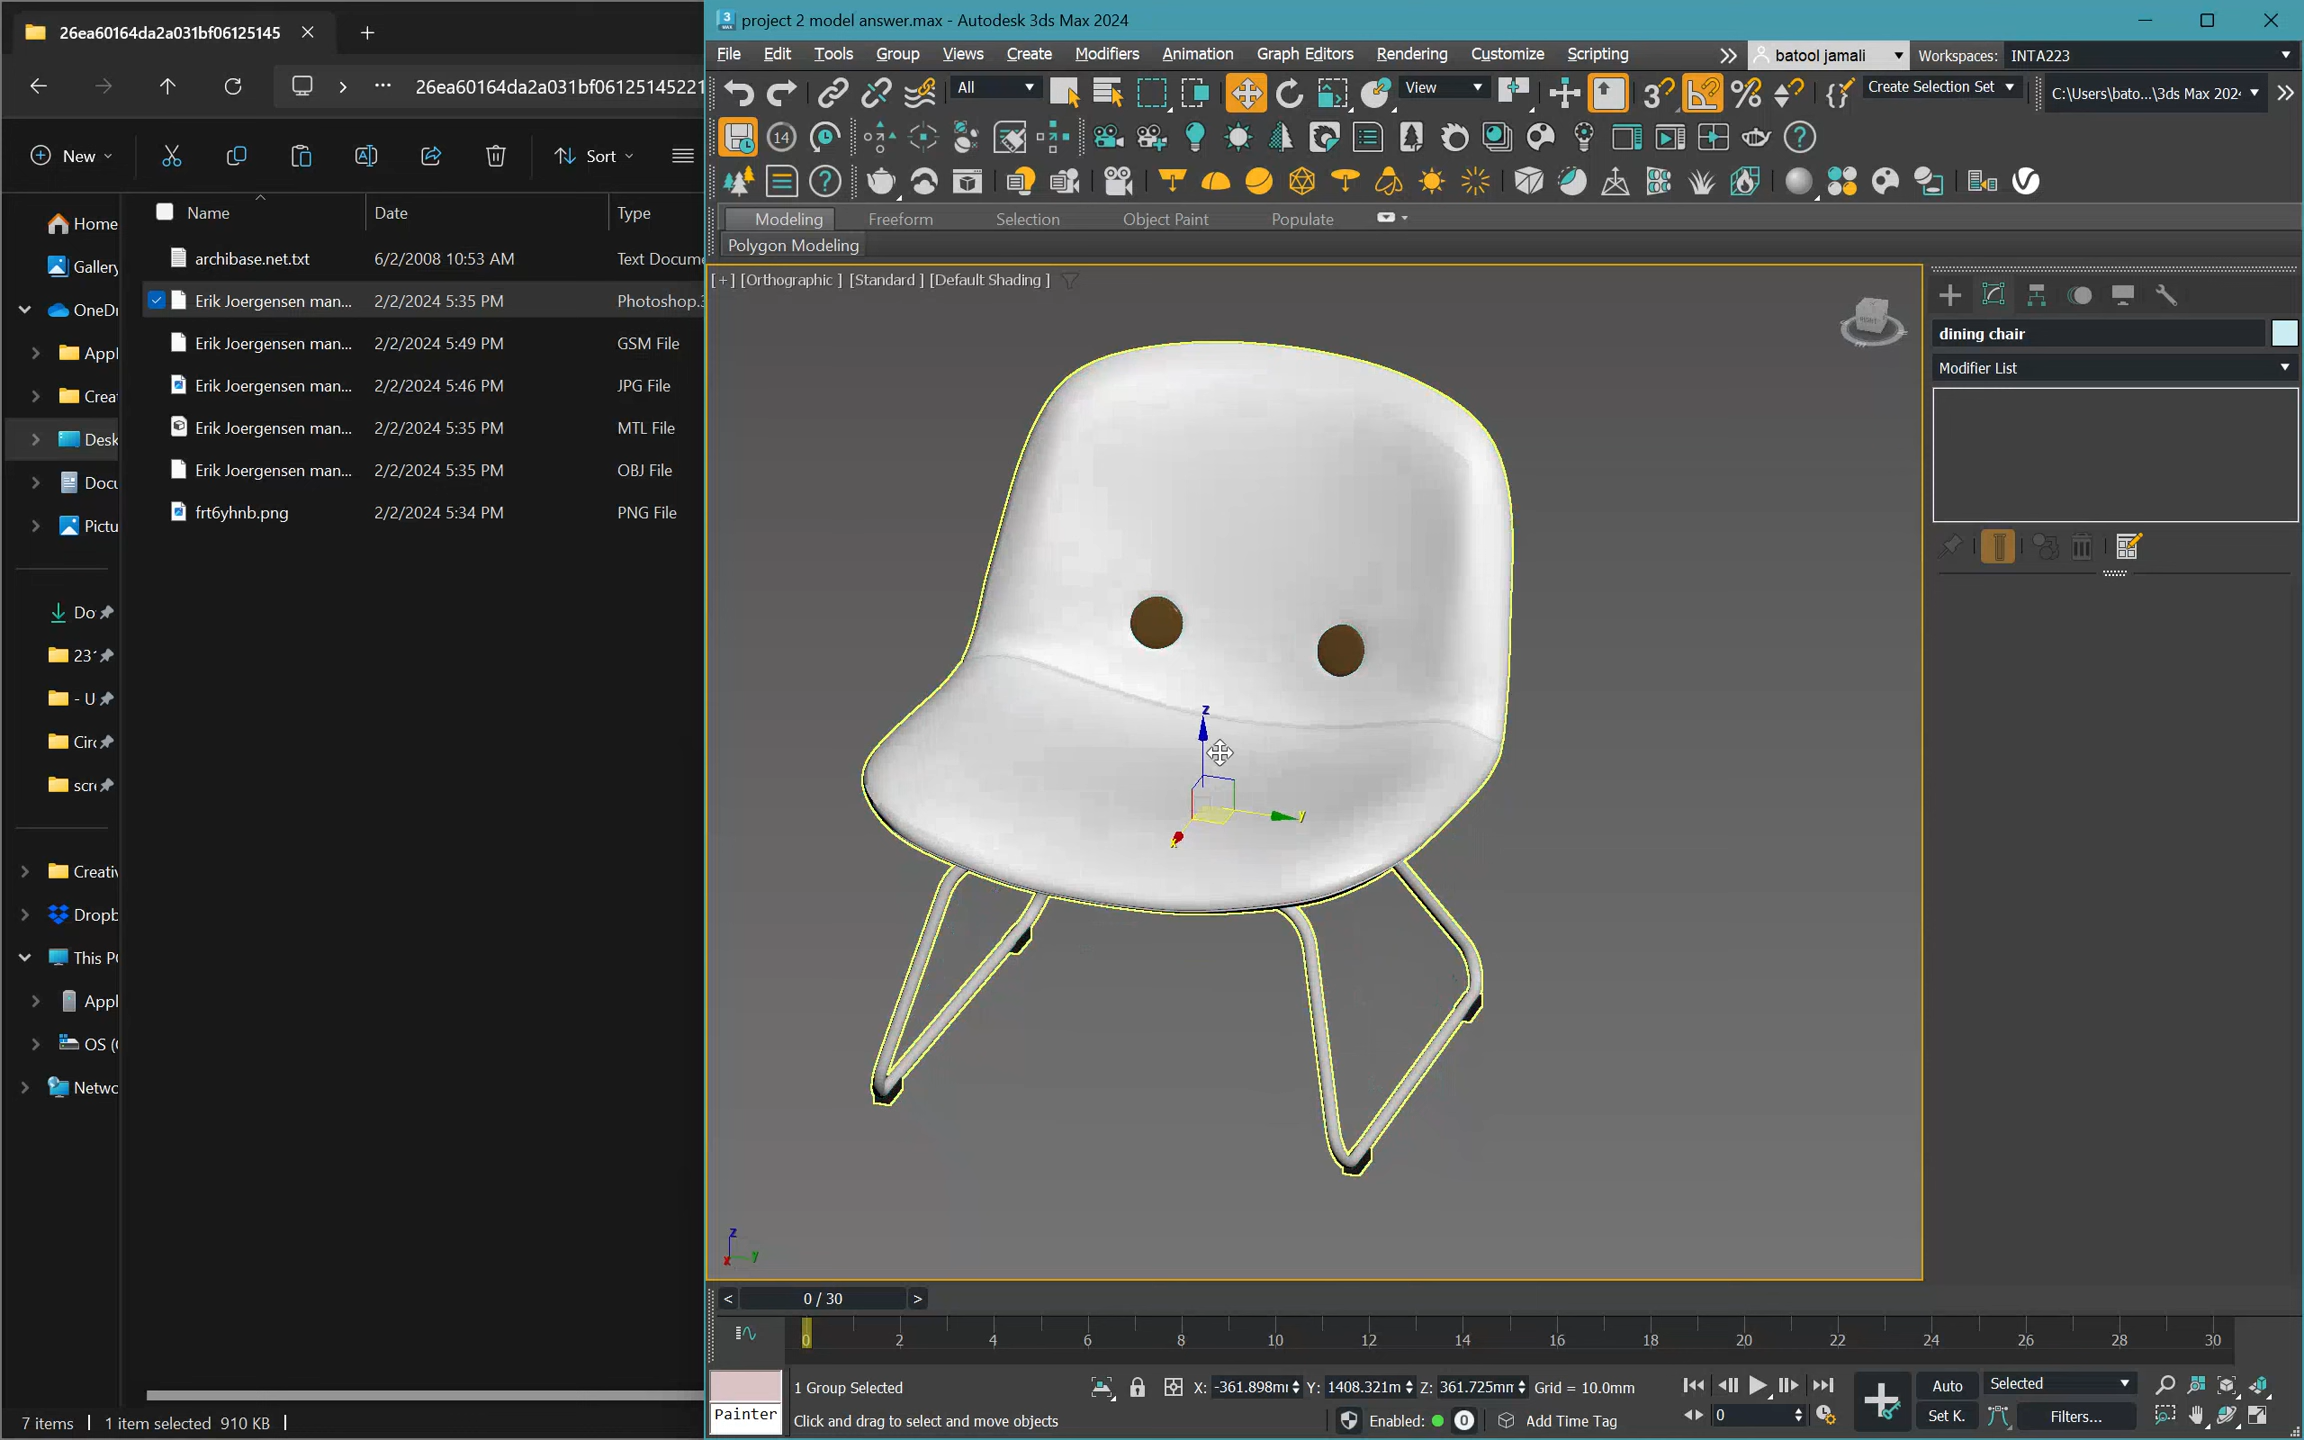 26ea60164da2a031bf06125145
26ea60164da2a031bf06125145221
New
Sort
Name
Date
Type
archibase.net.txt
6/2/2008 10:53 AM
Text Docume
Erik Joergensen man...
2/2/2024 5:35 PM
Photoshop.3
Erik Joergensen man...
2/2/2024 5:49 PM
GSM File
Erik Joergensen man...
2/2/2024 5:46 PM
JPG File
Erik Joergensen man...
2/2/2024 5:35 PM
MTL File
Erik Joergensen man...
2/2/2024 5:35 PM
OBJ File
frt6yhnb.png
2/2/2024 5:34 PM
PNG File
Home
Gallery
OneDr
Appl
Crea
Desk
Docu
Pictu
Do
23
- U
Circ
scre
Creativ
Dropb
This PC
Appl
OS (
Netwo
7 items
1 item selected 910 KB
project 2 model answer.max - Autodesk 3ds Max 2024
File
Edit
Tools
Group
Views
Create
Modifiers
Animation
Graph Editors
Rendering
Customize
Scripting
batool jamali
Workspaces: INTA223
All
View
3
Create Selection Set
C:\Users\bato...\3ds Max 202
14
Modeling
Freeform
Selection
Object Paint
Populate
Polygon Modeling
[+] [Orthographic ] [Standard ] [Default Shading ]
dining chair
Modifier List
z
y
x
z
x y
0 / 30
0 2 4 6 8 10 12 14 16 18 20 22 24 26 28 30
Painter
1 Group Selected
X: -361.898m
Y: 1408.321m
Z: 361.725mm
Grid = 10.0mm
Click and drag to select and move objects
Enabled:
0
Add Time Tag
0
Auto
Selected
Set K.
Filters...